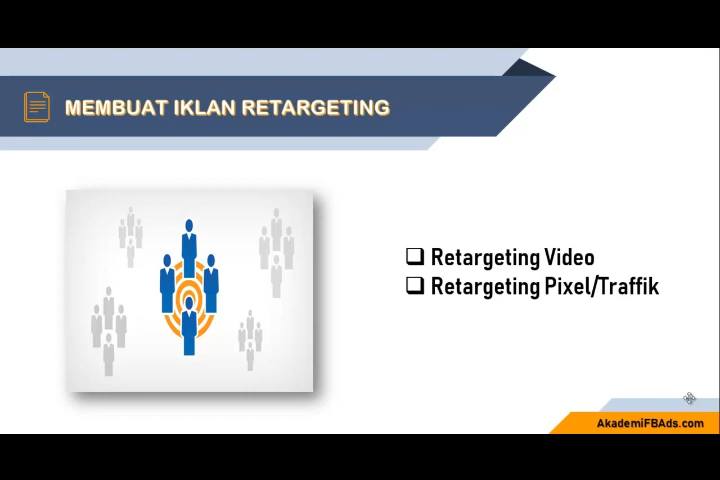 MEMBUAT IKLAN RETARGETING
Retargeting Video
Retargeting Pixel/Traffik
AkademiFBAds.com